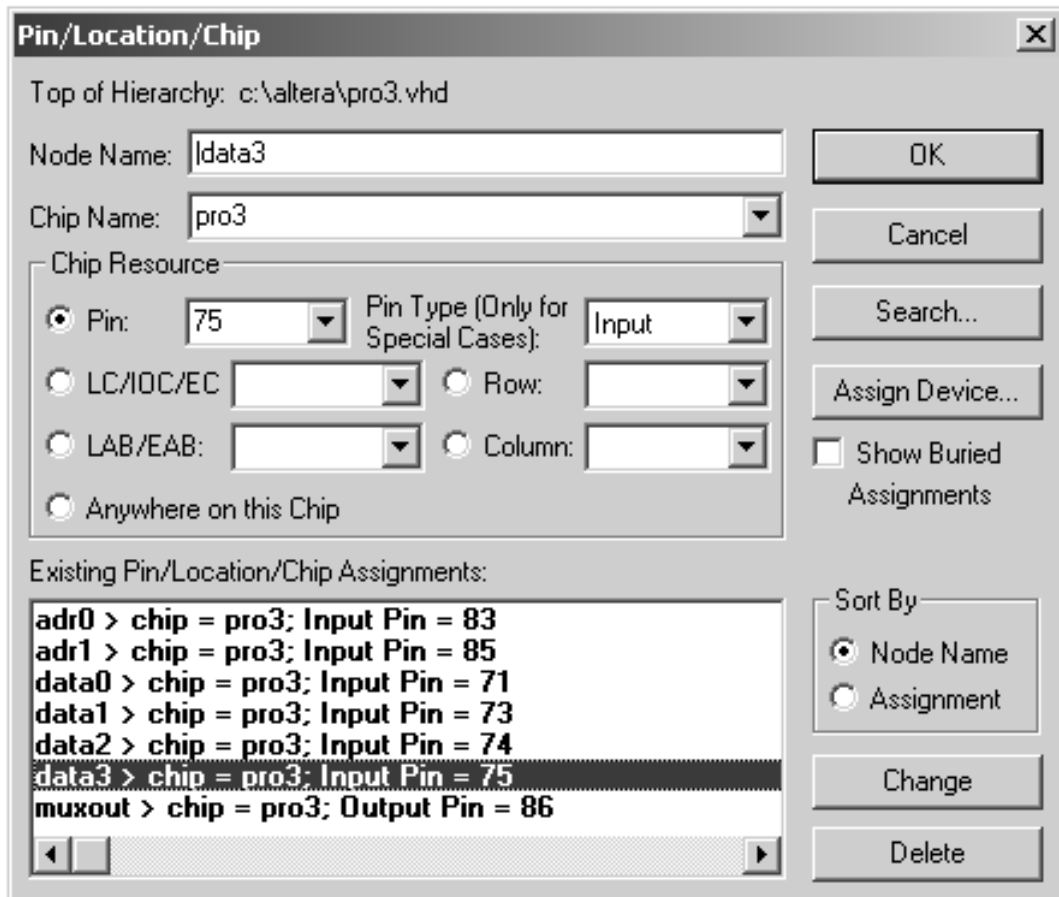 Pin/Location/Chip
Top of Hierarchy: c:\altera\pro3.vhd
Node Name: |data3
OK
Chip Name: pro3
Cancel
Chip Resource
Pin: 75 Pin Type (Only for Special Cases): Input
Search...
LC/IOC/EC Row:
Assign Device...
LAB/EAB: Column:
Show Buried Assignments
Anywhere on this Chip
Existing Pin/Location/Chip Assignments:
adr0 > chip = pro3; Input Pin = 83
adr1 > chip = pro3; Input Pin = 85
data0 > chip = pro3; Input Pin = 71
data1 > chip = pro3; Input Pin = 73
data2 > chip = pro3; Input Pin = 74
data3 > chip = pro3; Input Pin = 75
muxout > chip = pro3; Output Pin = 86
Sort By
Node Name
Assignment
Change
Delete